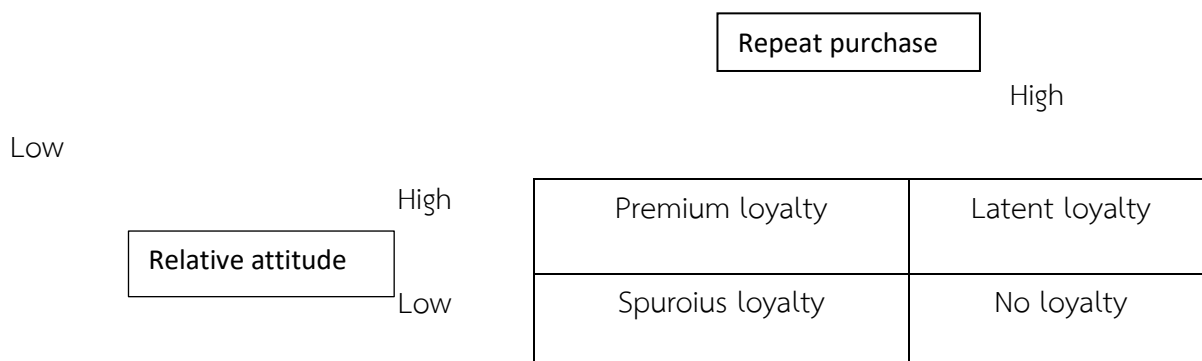 Repeat purchase
High
Low
High Premium loyalty Latent loyalty
Relative attitude
Low Spuroius loyalty No loyalty